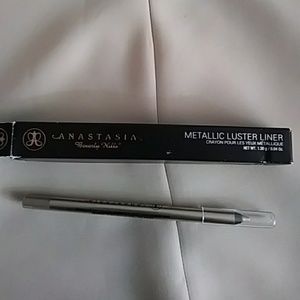 ANASTASIA
Beverly Hills
METALLIC LUSTER LINER
CRAYON POUR LES YEUX MÉTALLIQUE
NET WT. 1.20 g / 0.04 OZ.